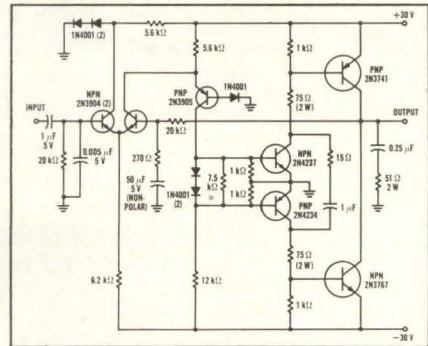 +30 V
1N4001 (2)
5.6 kΩ
5.6 kΩ
1 kΩ
PNP
2N3741
NPN
2N3904 (2)
PNP
2N3905
1N4001
75 Ω
(2 W)
INPUT
OUTPUT
20 kΩ
1 μF
5 V
0.005 μF
5 V
20 kΩ
270 Ω
50 μF
5 V
(NON-
POLAR)
1N4001
(2)
7.5
kΩ
*
1 kΩ
1 kΩ
NPN
2N4237
PNP
2N4234
15 Ω
1 μF
0.25 μF
51 Ω
2 W
75 Ω
(2 W)
6.2 kΩ
12 kΩ
1 kΩ
NPN
2N3767
−30 V